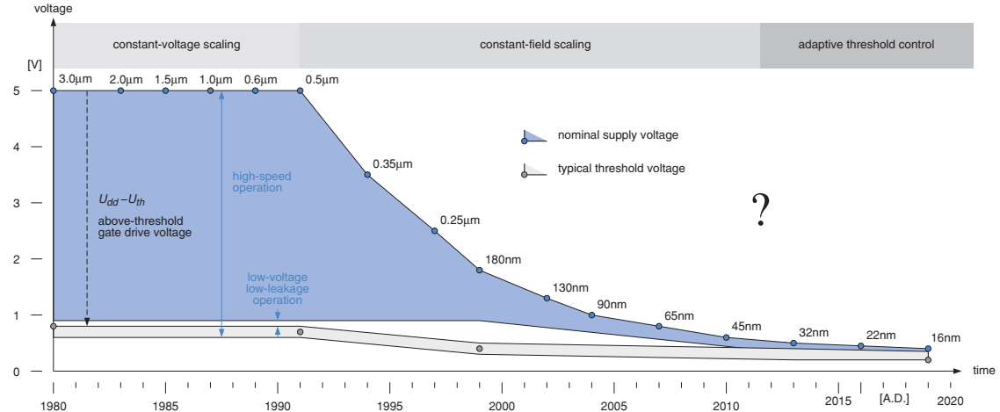 voltage
constant-voltage scaling
constant-field scaling
adaptive threshold control
[V]
3.0µm
2.0µm
1.5µm
1.0µm
0.6µm
0.5µm
5
nominal supply voltage
4
0.35µm
typical threshold voltage
high-speed
operation
U_dd – U_th
above-threshold
gate drive voltage
?
3
0.25µm
2
180nm
low-voltage
low-leakage
operation
130nm
90nm
1
65nm
45nm
32nm
22nm
16nm
0
time
1980
1985
1990
1995
2000
2005
2010
2015
[A.D.]
2020